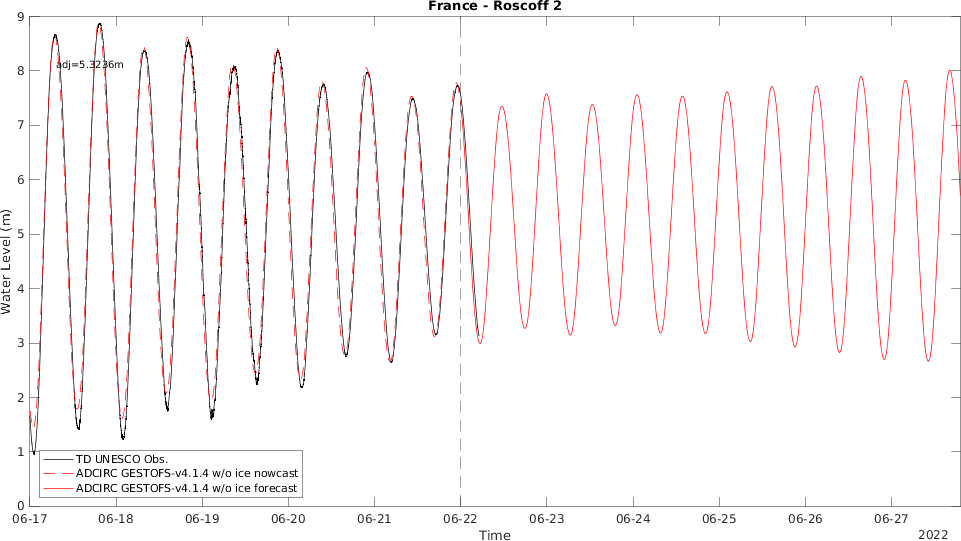 France - Roscoff 2
9
8
7
6
5
4
3
2
1
0
Water Level (m)
adj=5.3236m
TD UNESCO Obs.
ADCIRC GESTOFS-v4.1.4 w/o ice nowcast
ADCIRC GESTOFS-v4.1.4 w/o ice forecast
06-17 06-18 06-19 06-20 06-21 06-22 06-23 06-24 06-25 06-26 06-27
Time
2022